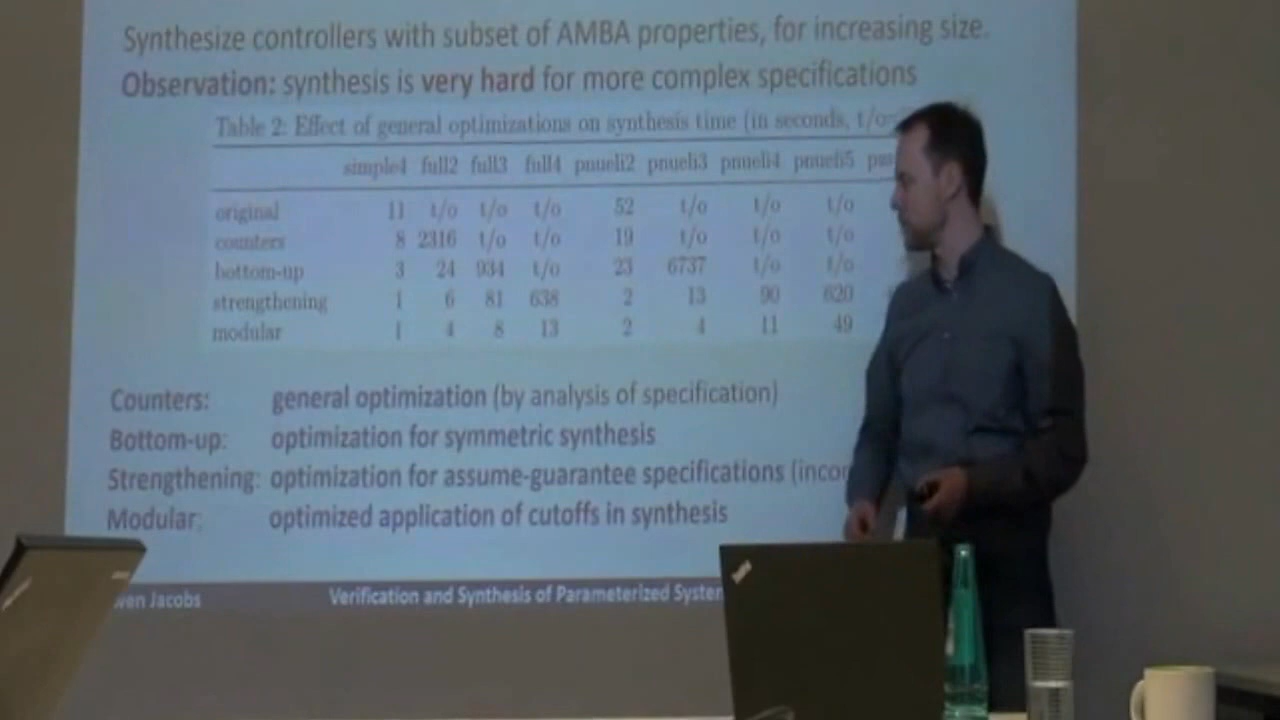 Synthesize controllers with subset of AMBA properties, for increasing size.
Observation: synthesis is very hard for more complex specifications
Table 2: Effect of general optimizations on synthesis time (in seconds, t/o=
simple4 full2 full3 full4 pnueli2 pnueli3 pnueli4 pnueli5
original 11 t/o t/o t/o 52 t/o t/o t/o
counters 8 2316 t/o t/o 19 t/o t/o t/o
bottom-up 3 24 934 t/o 23 6737 t/o t/o
strengthening 1 6 81 638 2 13 90 620
modular 1 4 8 13 2 4 11 49
Counters: general optimization (by analysis of specification)
Bottom-up: optimization for symmetric synthesis
Strengthening: optimization for assume-guarantee specifications (incom
Modular: optimized application of cutoffs in synthesis
ven Jacobs Verification and Synthesis of Parameterized System